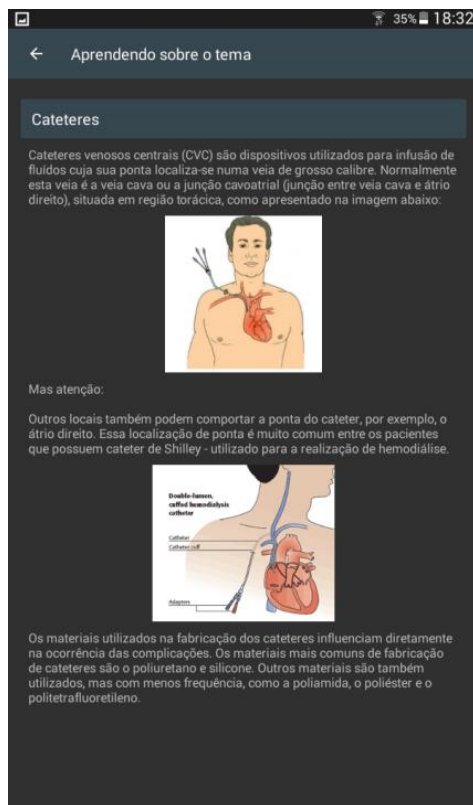 35% 18:32
Aprendendo sobre o tema
Cateteres
Cateteres venosos centrais (CVC) são dispositivos utilizados para infusão de
fluídos cuja sua ponta localiza-se numa veia de grosso calibre. Normalmente
esta veia é a veia cava ou a junção cavoatrial (junção entre veia cava e átrio
direito), situada em região torácica, como apresentado na imagem abaixo:
Mas atenção:
Outros locais também podem comportar a ponta do cateter, por exemplo, o
átrio direito. Essa localização de ponta é muito comum entre os pacientes
que possuem cateter de Shilley - utilizado para a realização de hemodiálise.
Double-lumen,
cuffed hemodialysis
catheter
Catheter
Catheter cuff
Adapters
Os materiais utilizados na fabricação dos cateteres influenciam diretamente
na ocorrência das complicações. Os materiais mais comuns de fabricação
de cateteres são o poliuretano e silicone. Outros materiais são também
utilizados, mas com menos frequência, como a poliamida, o poliéster e o
politetrafluoretileno.